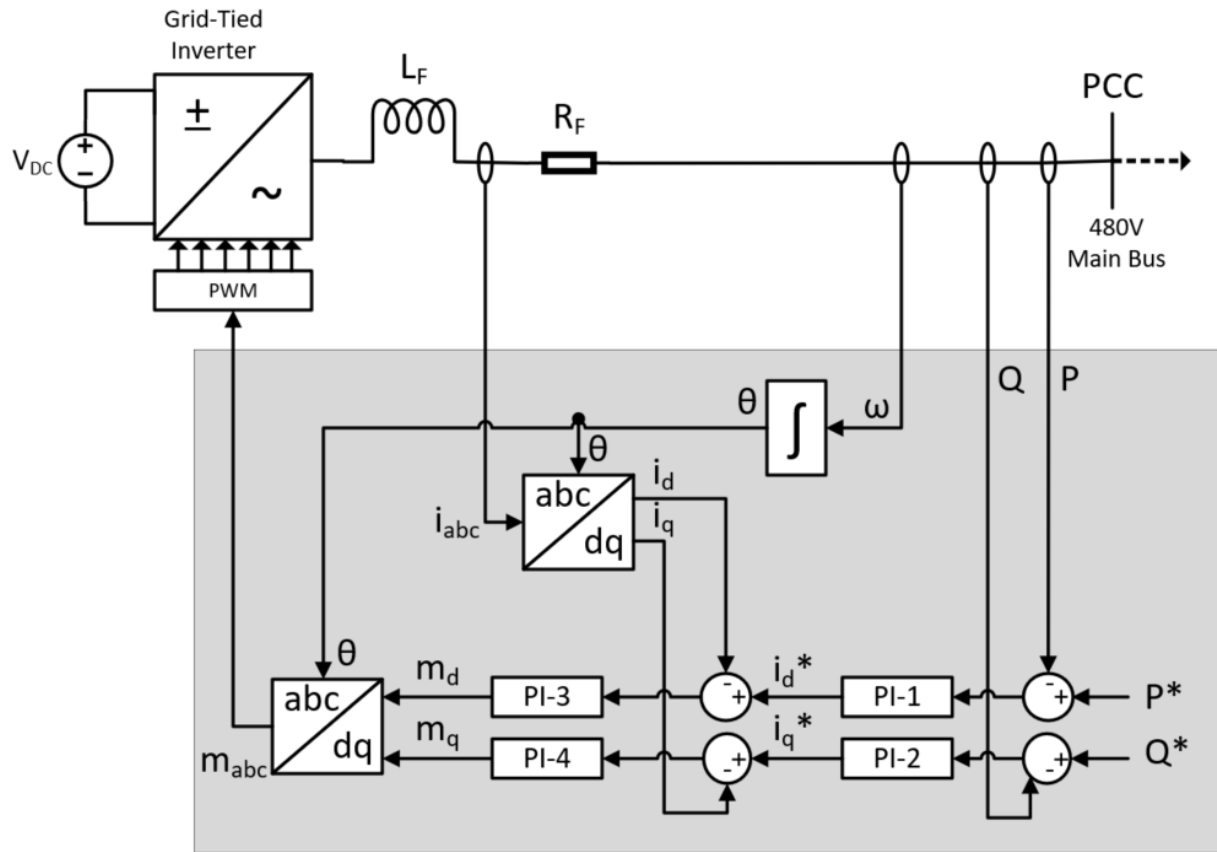 Grid-Tied
Inverter
L_F
R_F
PCC
±
V_DC
+
−
~
480V
Main Bus
PWM
Q
P
θ
∫
ω
θ
abc
dq
i_d
i_q
i_abc
θ
abc
dq
m_abc
m_d
PI-3
-
+
i_d*
PI-1
-
+
P*
m_q
PI-4
-
+
i_q*
PI-2
-
+
Q*